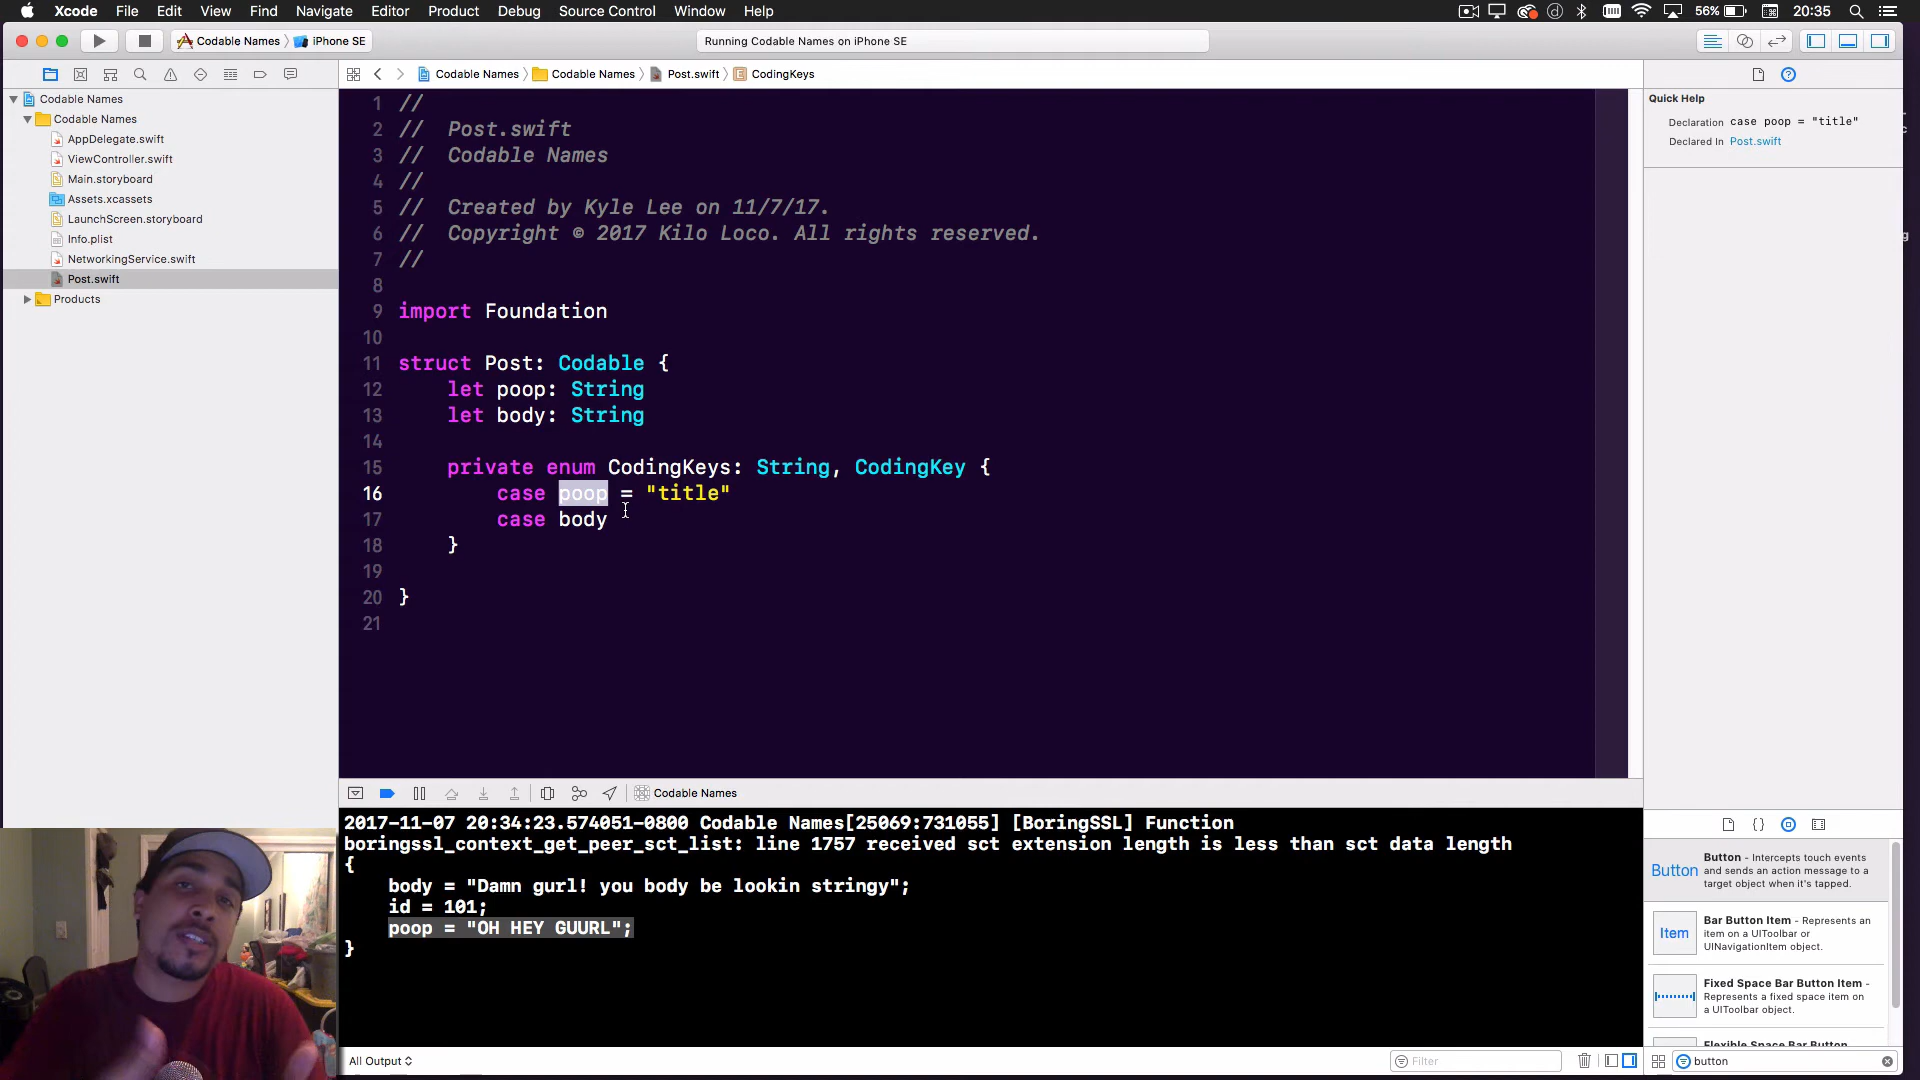 Xcode File Edit View Find Navigate Editor Product Debug Source Control Window Help 56% 20:35
Codable Names iPhone SE Running Codable Names on iPhone SE
Codable Names Codable Names Post.swift CodingKeys
Codable Names
Codable Names
AppDelegate.swift
ViewController.swift
Main.storyboard
Assets.xcassets
LaunchScreen.storyboard
Info.plist
NetworkingService.swift
Post.swift
Products
1 //
2 // Post.swift
3 // Codable Names
4 //
5 // Created by Kyle Lee on 11/7/17.
6 // Copyright © 2017 Kilo Loco. All rights reserved.
7 //
8
9 import Foundation
10
11 struct Post: Codable {
12 let poop: String
13 let body: String
14
15 private enum CodingKeys: String, CodingKey {
16 case poop = "title"
17 case body
18 }
19
20 }
21
Quick Help
Declaration case poop = "title"
Declared In Post.swift
Codable Names
2017-11-07 20:34:23.574051-0800 Codable Names[25069:731055] [BoringSSL] Function
boringssl_context_get_peer_sct_list: line 1757 received sct extension length is less than sct data length
{
body = "Damn gurl! you body be lookin stringy";
id = 101;
poop = "OH HEY GUURL";
}
All Output Filter
Button
Button - Intercepts touch events
and sends an action message to a
target object when it's tapped.
Item
Bar Button Item - Represents an
item on a UIToolbar or
UINavigationItem object.
Fixed Space Bar Button Item -
Represents a fixed space item on
a UIToolbar object.
Flexible Space Bar Button
button